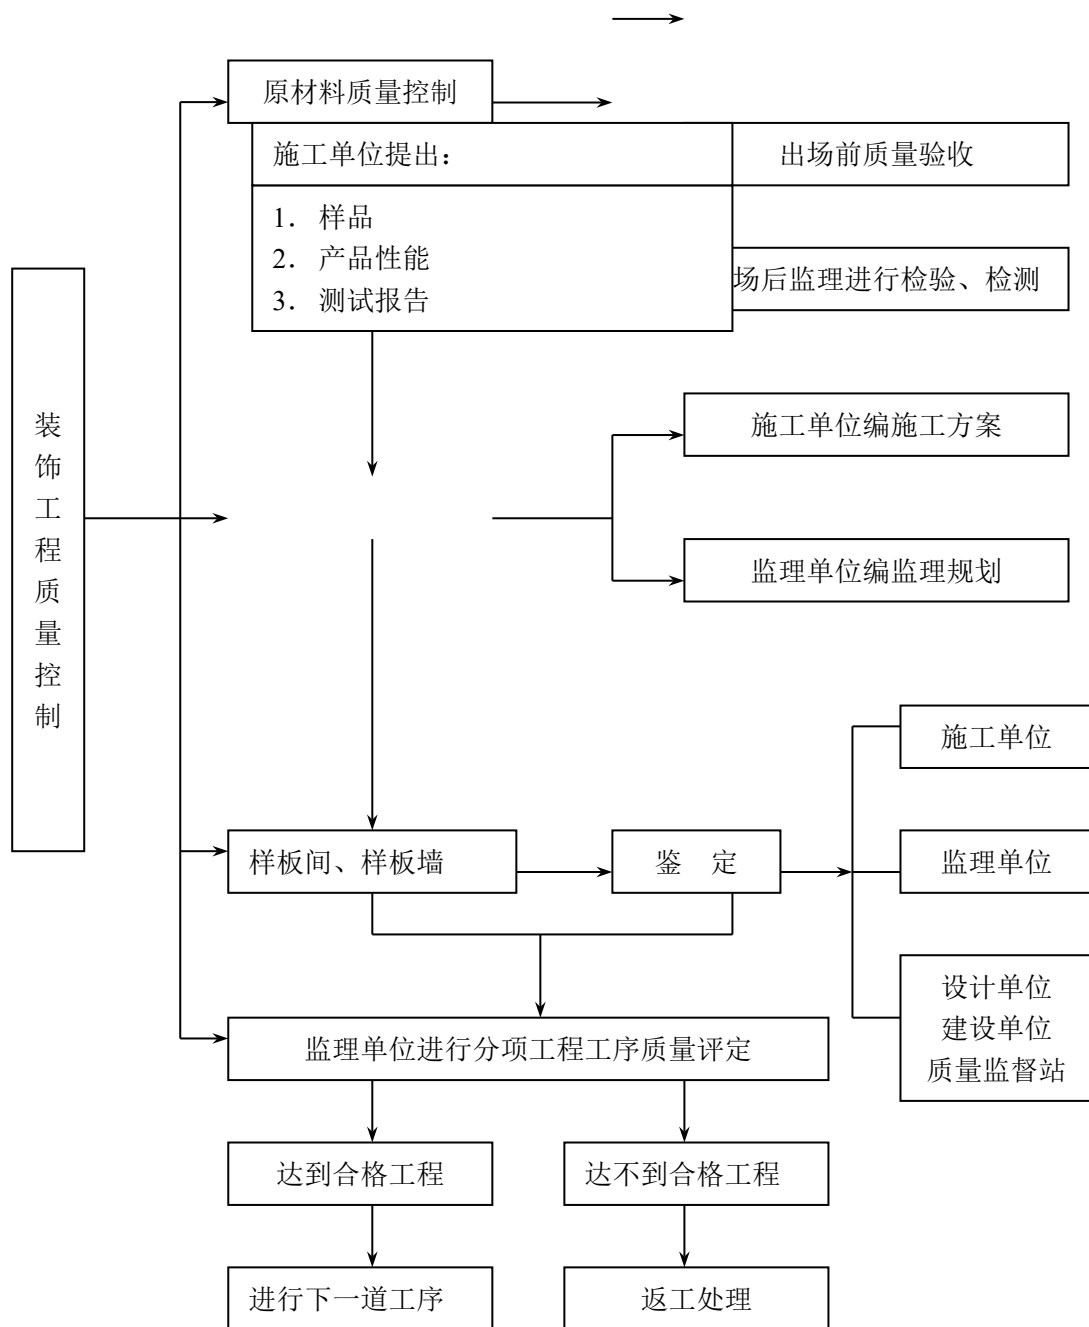 原材料质量控制
施工单位提出：
出场前质量验收
1． 样品
2． 产品性能
3． 测试报告
场后监理进行检验、检测
装饰工程质量控制
施工单位编施工方案
监理单位编监理规划
施工单位
样板间、样板墙
鉴 定
监理单位
设计单位
建设单位
质量监督站
监理单位进行分项工程工序质量评定
达到合格工程
达不到合格工程
进行下一道工序
返工处理